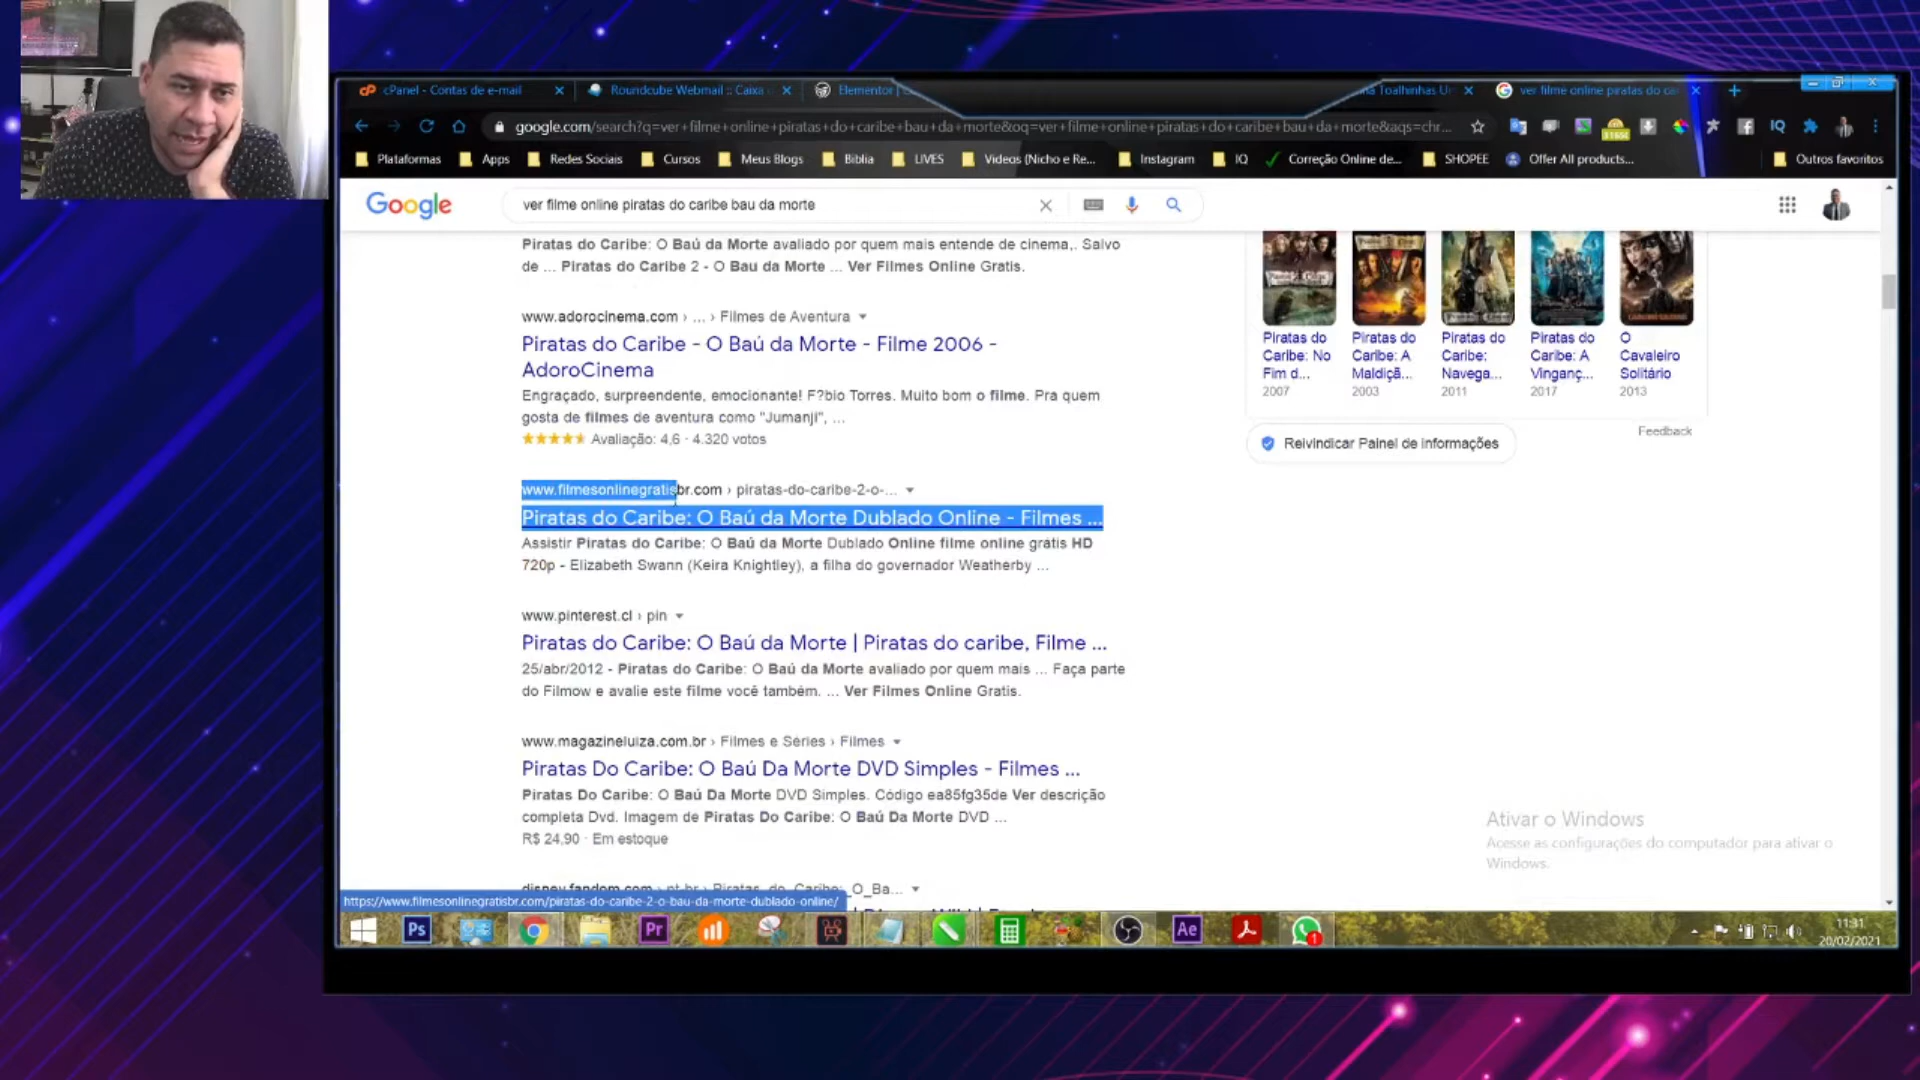 cPanel - Contas de e-mail
Roundcube Webmail :: Caixa
Elementor |
Toalhinhas U
ver filme online piratas do ca
google.com/search?q=ver+filme+online+piratas+do+caribe+bau+da+morte&oq=ver+filme+online+piratas+do+caribe+bau+da+morte&aqs=chr...
Plataformas
Apps
Redes Sociais
Cursos
Meus Blogs
Biblia
LIVES
Videos (Nicho e Re...
Instagram
IQ
Correção Online de...
SHOPEE
Offer All products...
Outros favoritos
Google
ver filme online piratas do caribe bau da morte
Piratas do Caribe: O Baú da Morte avaliado por quem mais entende de cinema,. Salvo
de ... Piratas do Caribe 2 - O Bau da Morte ... Ver Filmes Online Gratis.
www.adorocinema.com › ... › Filmes de Aventura
Piratas do Caribe - O Baú da Morte - Filme 2006 -
AdoroCinema
Engraçado, surpreendente, emocionante! F?bio Torres. Muito bom o filme. Pra quem
gosta de filmes de aventura como "Jumanji", ...
Avaliação: 4,6 · 4.320 votos
www.filmesonlinegratisbr.com › piratas-do-caribe-2-o-...
Piratas do Caribe: O Baú da Morte Dublado Online - Filmes ...
Assistir Piratas do Caribe: O Baú da Morte Dublado Online filme online grátis HD
720p - Elizabeth Swann (Keira Knightley), a filha do governador Weatherby ...
www.pinterest.cl › pin
Piratas do Caribe: O Baú da Morte | Piratas do caribe, Filme ...
25/abr/2012 - Piratas do Caribe: O Baú da Morte avaliado por quem mais ... Faça parte
do Filmow e avalie este filme você também. ... Ver Filmes Online Gratis.
www.magazineluiza.com.br › Filmes e Séries › Filmes
Piratas Do Caribe: O Baú Da Morte DVD Simples - Filmes ...
Piratas Do Caribe: O Baú Da Morte DVD Simples. Código ea85fg35de Ver descrição
completa Dvd. Imagem de Piratas Do Caribe: O Baú Da Morte DVD ...
R$ 24,90 · Em estoque
disney.fandom.com › pt-br › Piratas_do_Caribe:_O_Ba...
https://www.filmesonlinegratisbr.com/piratas-do-caribe-2-o-bau-da-morte-dublado-online/
Piratas do
Caribe: No
Fim d...
2007
Piratas do
Caribe: A
Maldiçã...
2003
Piratas do
Caribe:
Navega...
2011
Piratas do
Caribe: A
Vinganç...
2017
O
Cavaleiro
Solitário
2013
Feedback
Reivindicar Painel de Informações
Ativar o Windows
Acesse as configurações do computador para ativar o
Windows.
Ps
Pr
Ae
1
11:31
20/02/2021